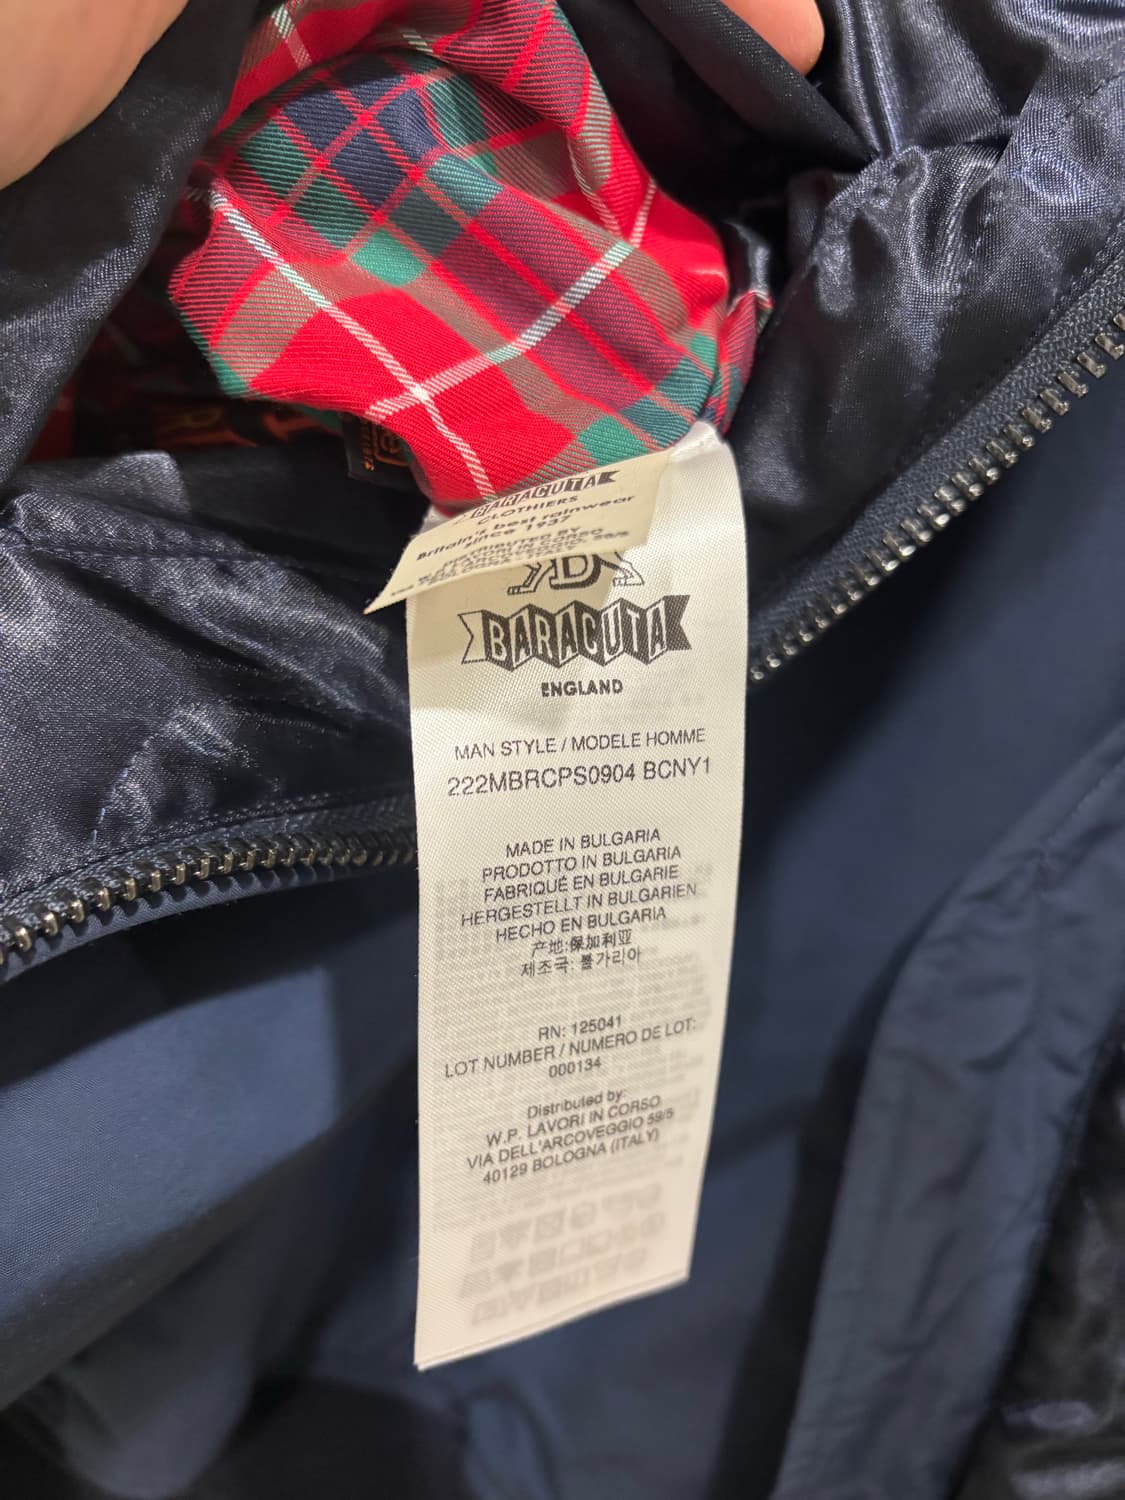 BARACUTA
CLOTHIERS
Britain's best rainwear
since 1937
DISTRIBUTED BY
BARACUTA
ENGLAND
MAN STYLE / MODELE HOMME
222MBRCPS0904 BCNY1
MADE IN BULGARIA
PRODOTTO IN BULGARIA
FABRIQUÉ EN BULGARIE
HERGESTELLT IN BULGARIEN
HECHO EN BULGARIA
产地:保加利亚
제조국: 불가리아
RN: 125041
LOT NUMBER / NUMERO DE LOT:
000134
Distributed by:
W.P. LAVORI IN CORSO
VIA DELL'ARCOVEGGIO 59/5
40129 BOLOGNA (ITALY)